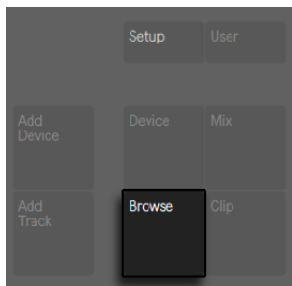 Setup User
Add
Device
Device Mix
Add
Track
Browse Clip